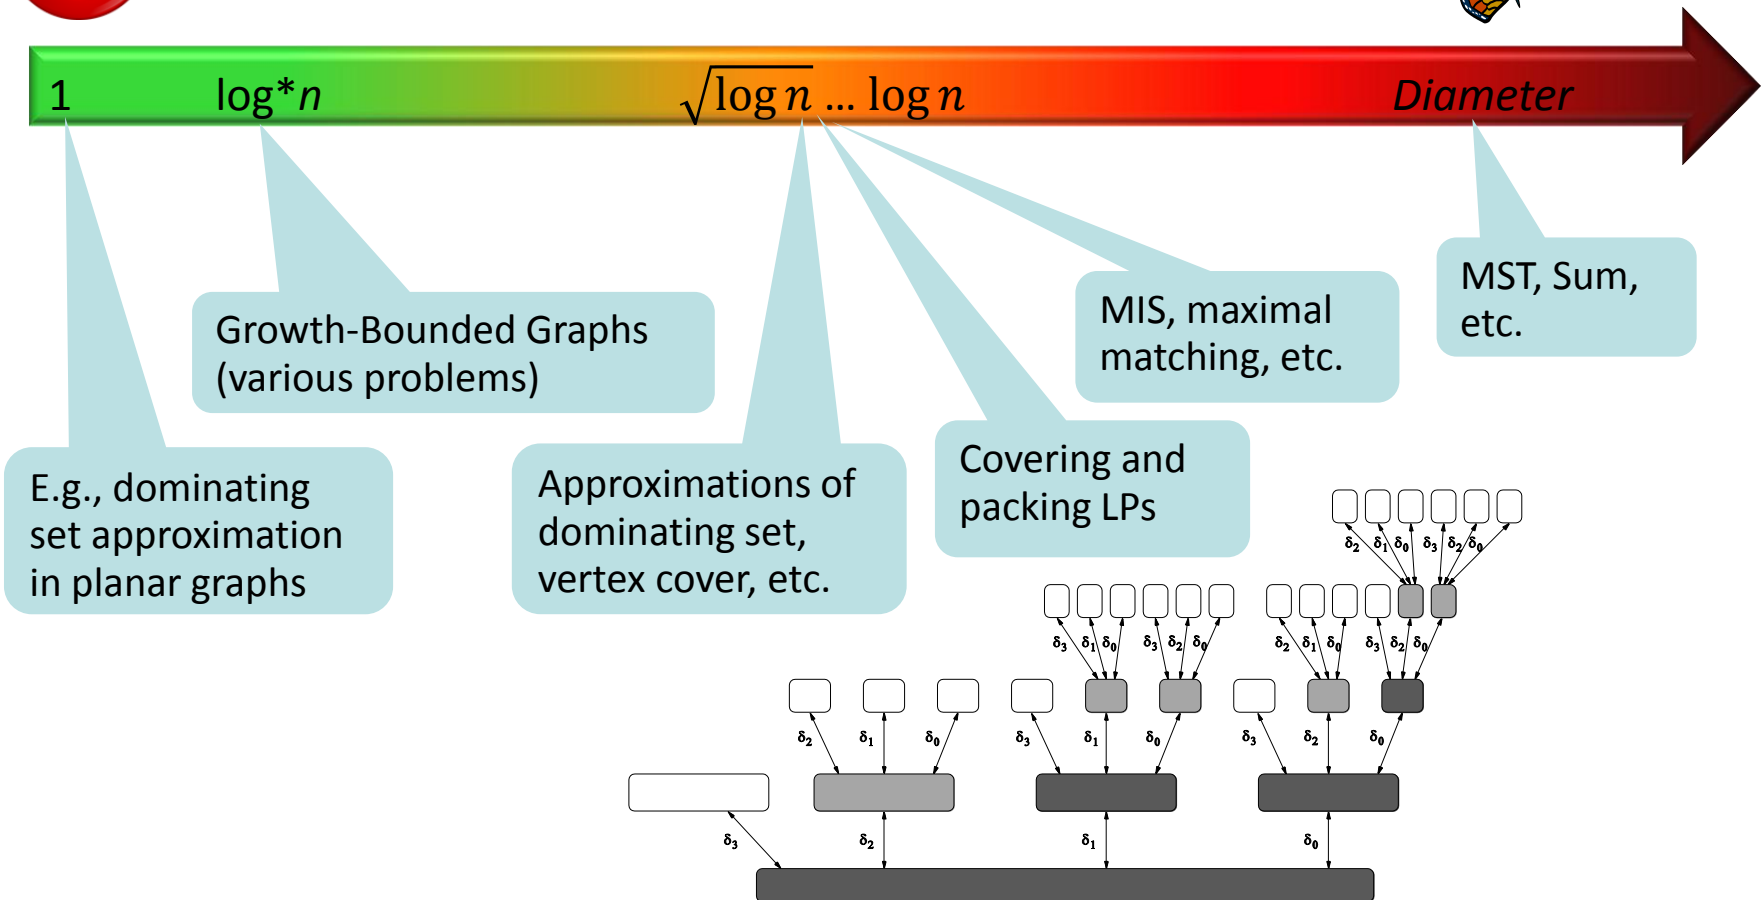 1 log*n √log n ... log n Diameter
MST, Sum,
etc.
MIS, maximal
matching, etc.
Growth-Bounded Graphs
(various problems)
Covering and
packing LPs
E.g., dominating
set approximation
in planar graphs
Approximations of
dominating set,
vertex cover, etc.
δ₂ δ₁ δ₀ δ₃ δ₂ δ₀
δ₃ δ₁ δ₀ δ₃ δ₂ δ₀ δ₂ δ₁ δ₀ δ₃ δ₂ δ₀
δ₂ δ₁ δ₀ δ₃ δ₁ δ₀ δ₃ δ₂ δ₀
δ₃ δ₂ δ₁ δ₀